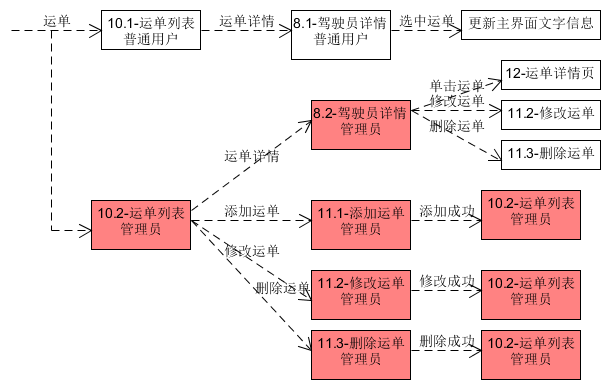 运单
10.1-运单列表
普通用户
运单详情
8.1-驾驶员详情
普通用户
选中运单
更新主界面文字信息
12-运单详情页
单击运单
8.2-驾驶员详情
管理员
修改运单
11.2-修改运单
删除运单
11.3-删除运单
运单详情
10.2-运单列表
管理员
添加运单
11.1-添加运单
管理员
添加成功
10.2-运单列表
管理员
修改运单
11.2-修改运单
管理员
修改成功
10.2-运单列表
管理员
删除运单
11.3-删除运单
管理员
删除成功
10.2-运单列表
管理员